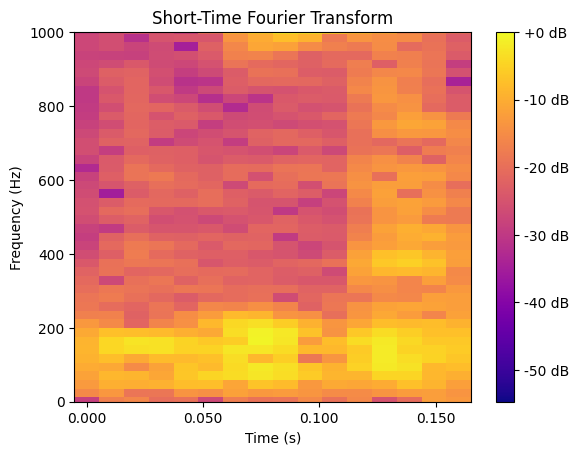 Short-Time Fourier Transform
1000
800
600
400
200
0
Frequency (Hz)
0.000
0.050
0.100
0.150
Time (s)
+0 dB
-10 dB
-20 dB
-30 dB
-40 dB
-50 dB